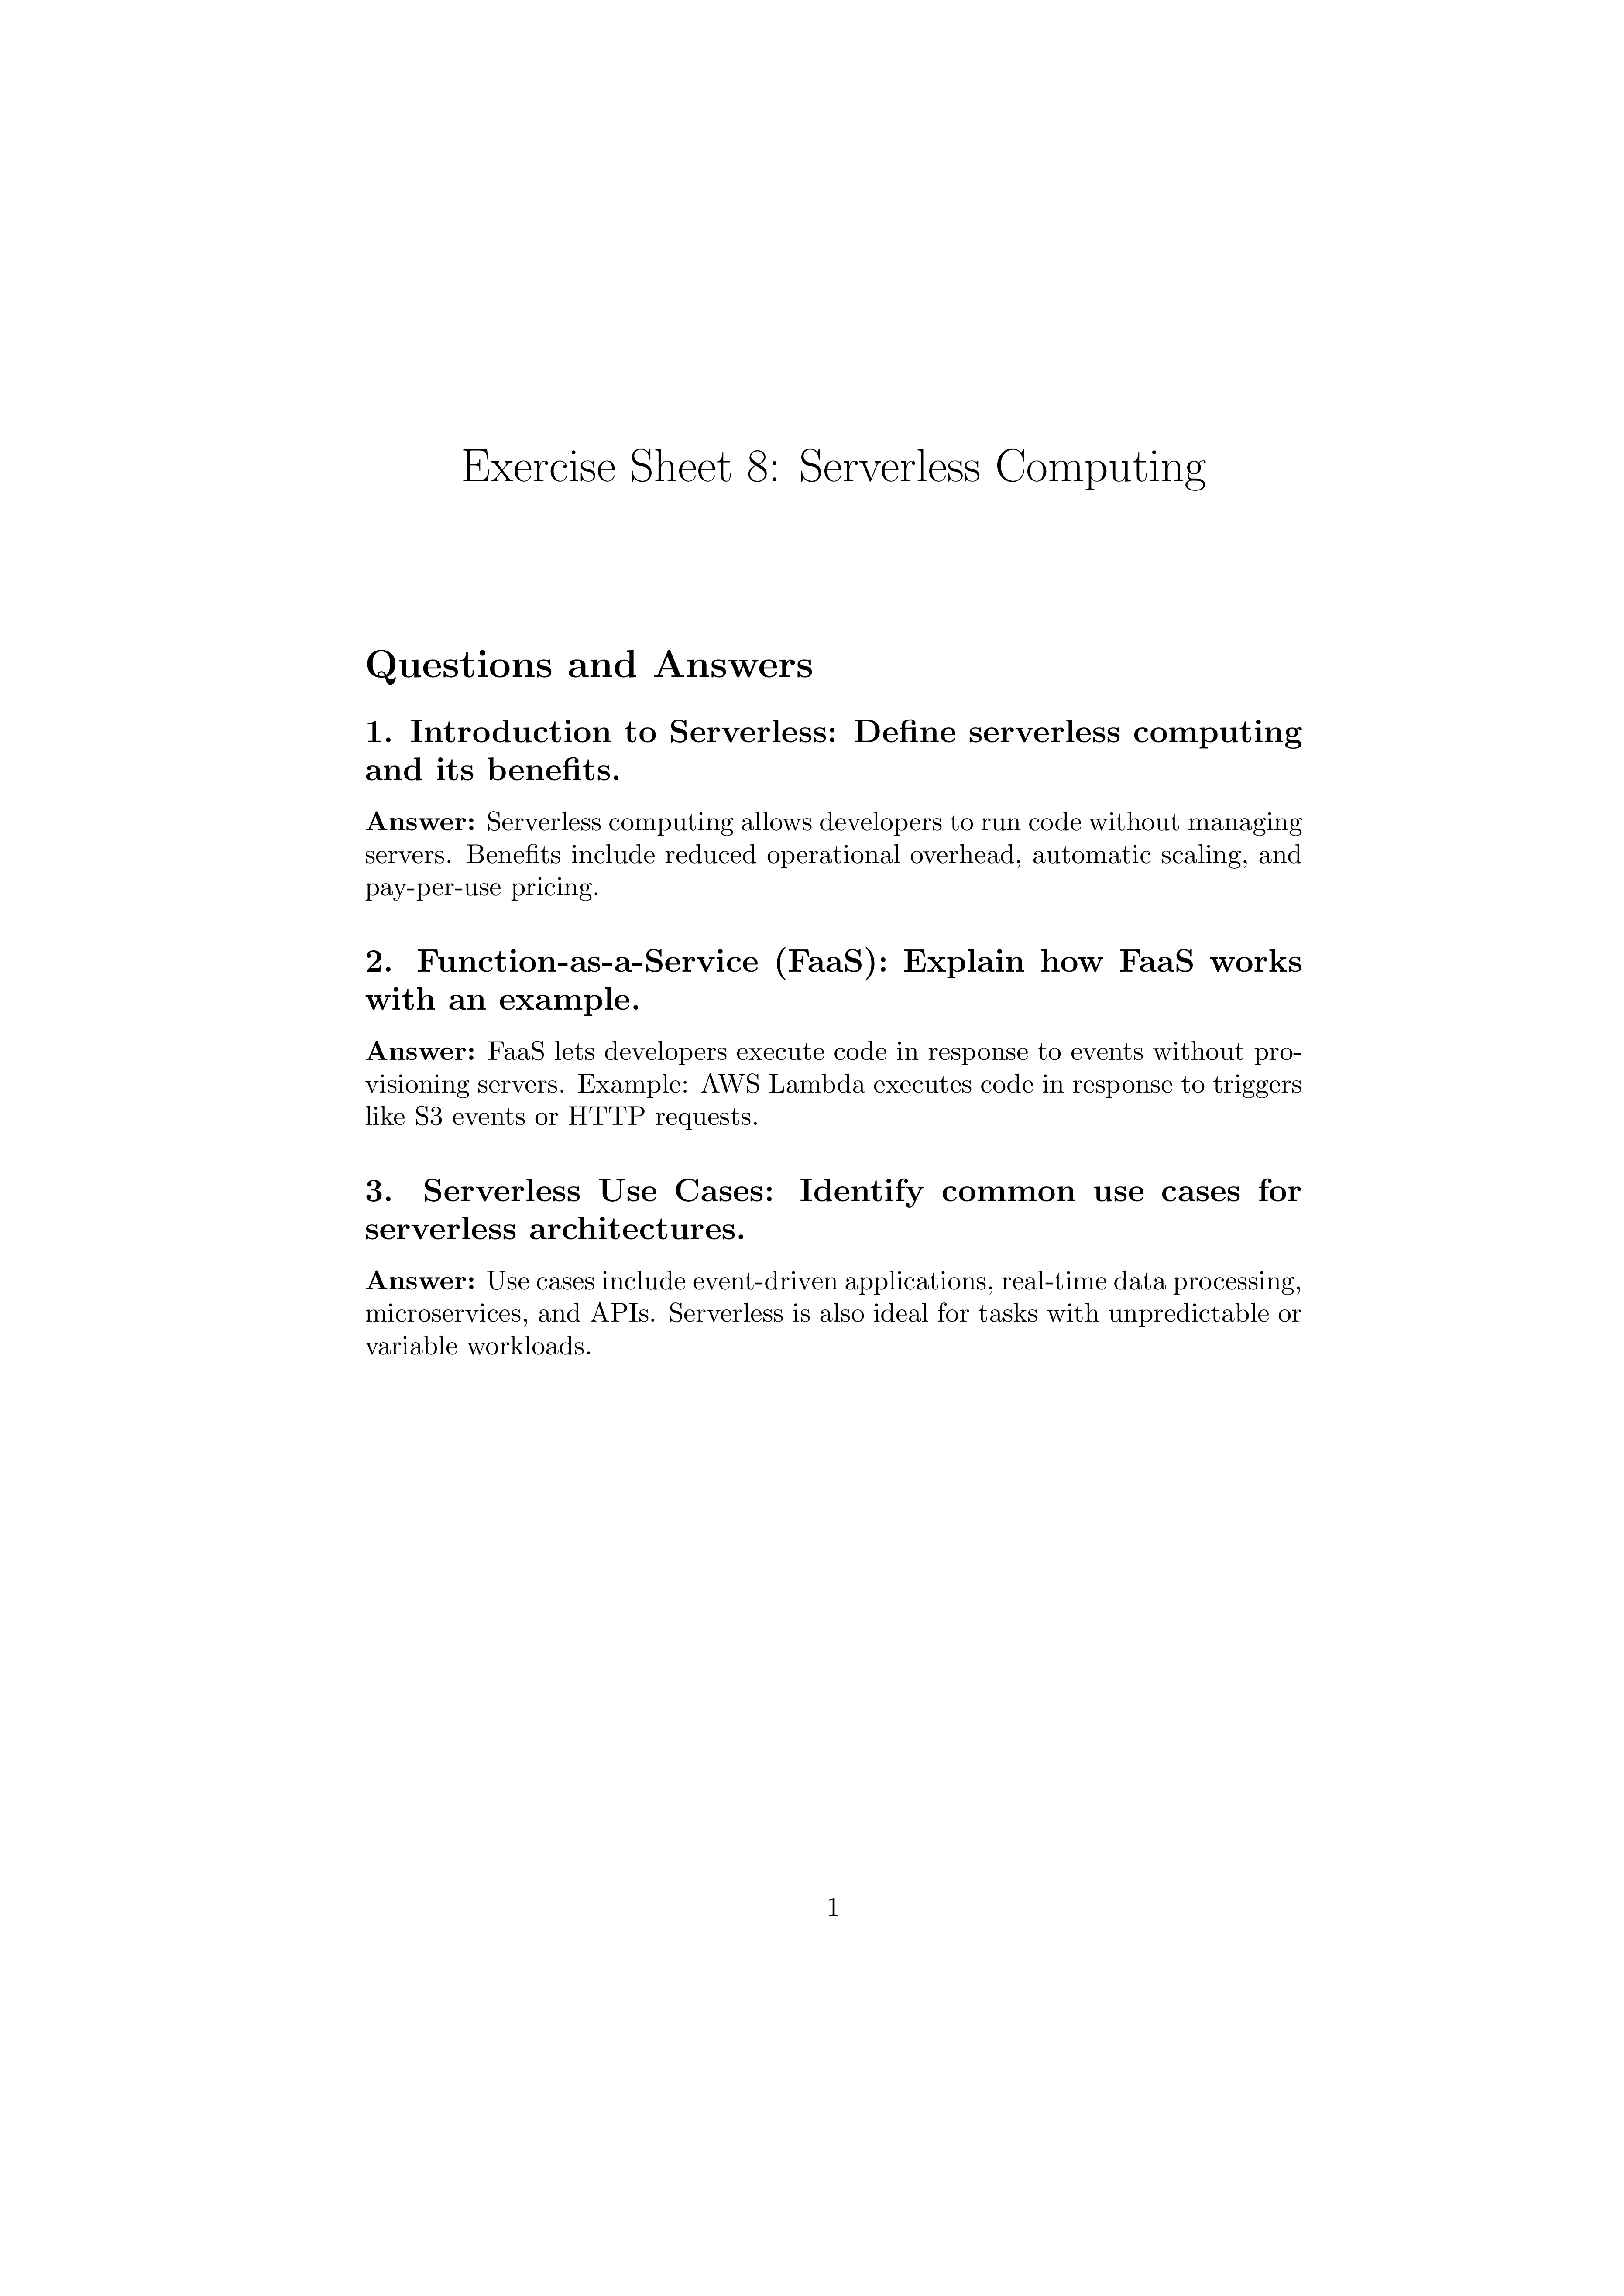 Exercise Sheet 8: Serverless Computing
Questions and Answers
1. Introduction to Serverless: Define serverless computing
and its benefits.
Answer: Serverless computing allows developers to run code without managing
servers. Benefits include reduced operational overhead, automatic scaling, and
pay-per-use pricing.
2. Function-as-a-Service (FaaS): Explain how FaaS works
with an example.
Answer: FaaS lets developers execute code in response to events without pro-
visioning servers. Example: AWS Lambda executes code in response to triggers
like S3 events or HTTP requests.
3. Serverless Use Cases: Identify common use cases for
serverless architectures.
Answer: Use cases include event-driven applications, real-time data processing,
microservices, and APIs. Serverless is also ideal for tasks with unpredictable or
variable workloads.
1